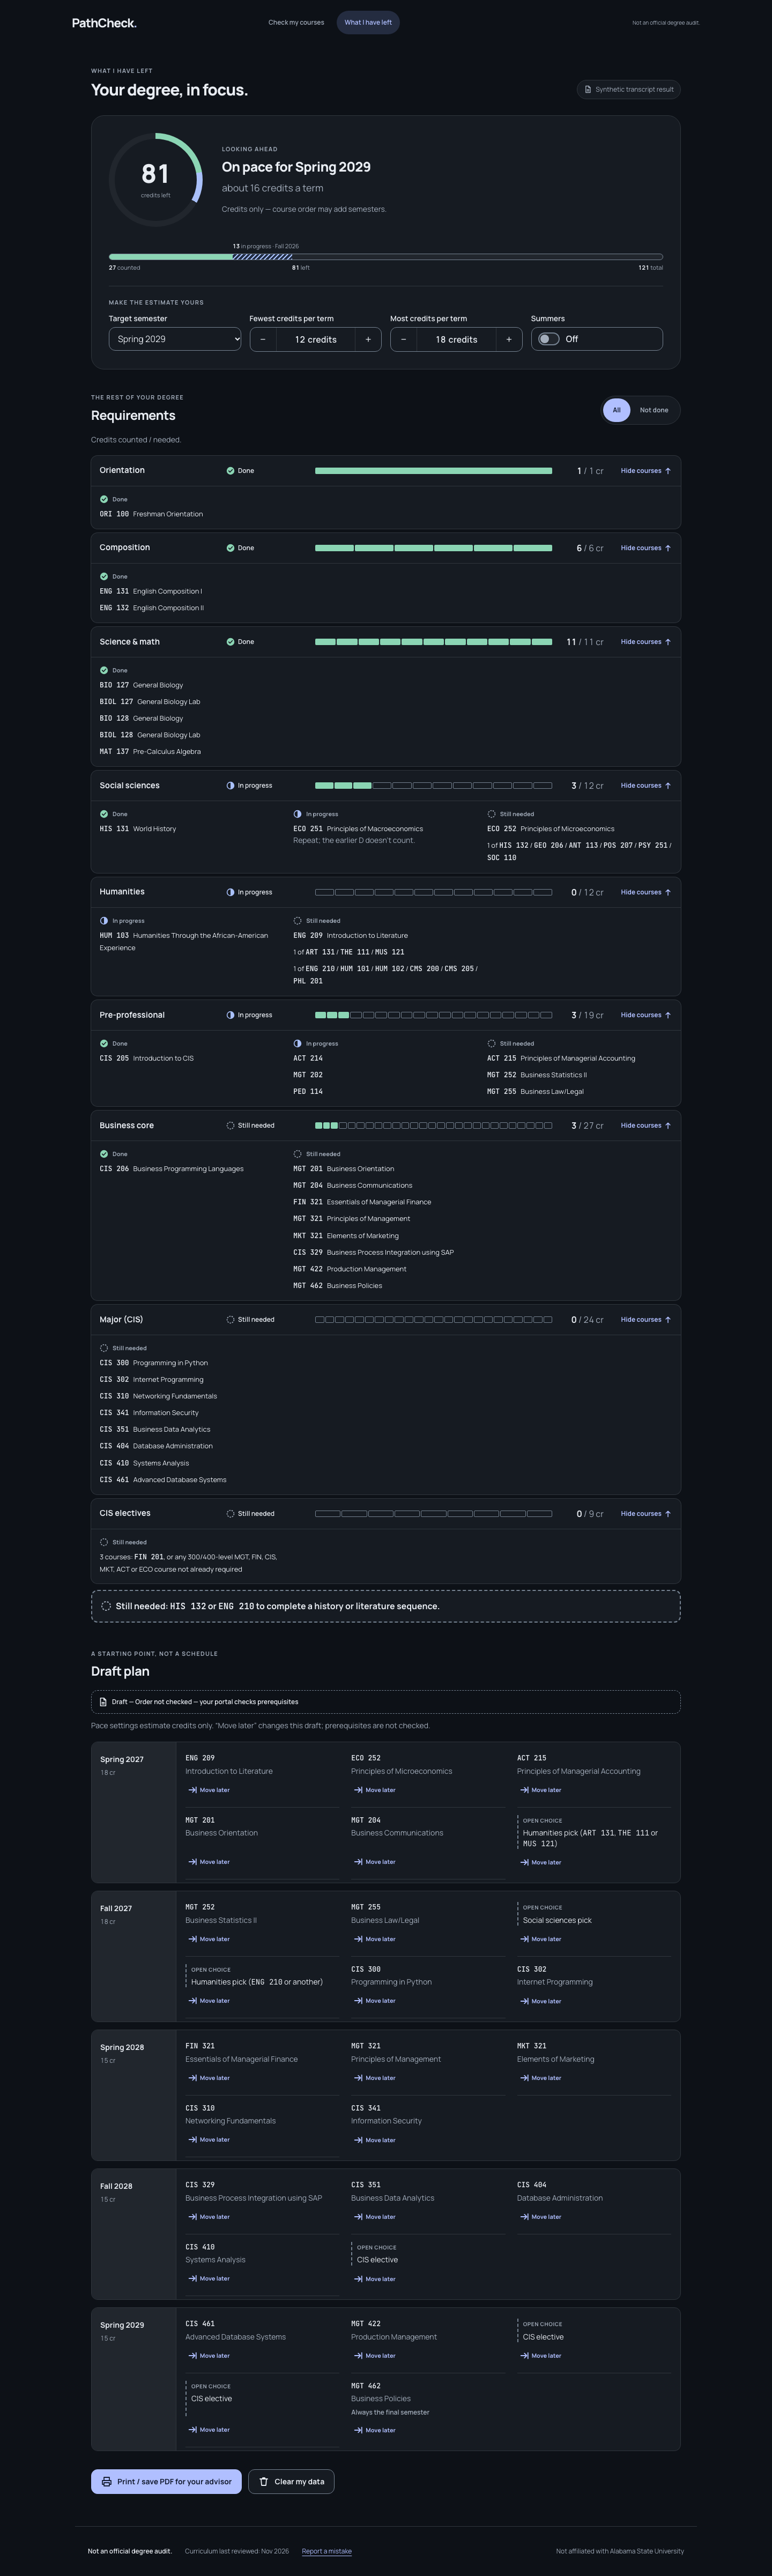 PathCheck.
Check my courses
What I have left
Not an official degree audit.
WHAT I HAVE LEFT
Your degree, in focus.
Synthetic transcript result
81
credits left
LOOKING AHEAD
On pace for Spring 2029
about 16 credits a term
Credits only — course order may add semesters.
13 in progress · Fall 2026
27 counted
81 left
121 total
MAKE THE ESTIMATE YOURS
Target semester
Fewest credits per term
Most credits per term
Summers
Spring 2029
− 12 credits +
− 18 credits +
Off
THE REST OF YOUR DEGREE
Requirements
All
Not done
Credits counted / needed.
Orientation
Done
1 / 1 cr
Hide courses
Done
ORI 100 Freshman Orientation
Composition
Done
6 / 6 cr
Hide courses
Done
ENG 131 English Composition I
ENG 132 English Composition II
Science & math
Done
11 / 11 cr
Hide courses
Done
BIO 127 General Biology
BIOL 127 General Biology Lab
BIO 128 General Biology
BIOL 128 General Biology Lab
MAT 137 Pre-Calculus Algebra
Social sciences
In progress
3 / 12 cr
Hide courses
Done
HIS 131 World History
In progress
ECO 251 Principles of Macroeconomics
Repeat; the earlier D doesn't count.
Still needed
ECO 252 Principles of Microeconomics
1 of HIS 132 / GEO 206 / ANT 113 / POS 207 / PSY 251 /
SOC 110
Humanities
In progress
0 / 12 cr
Hide courses
In progress
HUM 103 Humanities Through the African-American
Experience
Still needed
ENG 209 Introduction to Literature
1 of ART 131 / THE 111 / MUS 121
1 of ENG 210 / HUM 101 / HUM 102 / CMS 200 / CMS 205 /
PHL 201
Pre-professional
In progress
3 / 19 cr
Hide courses
Done
CIS 205 Introduction to CIS
In progress
ACT 214
MGT 202
PED 114
Still needed
ACT 215 Principles of Managerial Accounting
MGT 252 Business Statistics II
MGT 255 Business Law/Legal
Business core
Still needed
3 / 27 cr
Hide courses
Done
CIS 206 Business Programming Languages
Still needed
MGT 201 Business Orientation
MGT 204 Business Communications
FIN 321 Essentials of Managerial Finance
MGT 321 Principles of Management
MKT 321 Elements of Marketing
CIS 329 Business Process Integration using SAP
MGT 422 Production Management
MGT 462 Business Policies
Major (CIS)
Still needed
0 / 24 cr
Hide courses
Still needed
CIS 300 Programming in Python
CIS 302 Internet Programming
CIS 310 Networking Fundamentals
CIS 341 Information Security
CIS 351 Business Data Analytics
CIS 404 Database Administration
CIS 410 Systems Analysis
CIS 461 Advanced Database Systems
CIS electives
Still needed
0 / 9 cr
Hide courses
Still needed
3 courses: FIN 201, or any 300/400-level MGT, FIN, CIS,
MKT, ACT or ECO course not already required
Still needed: HIS 132 or ENG 210 to complete a history or literature sequence.
A STARTING POINT, NOT A SCHEDULE
Draft plan
Draft — Order not checked — your portal checks prerequisites
Pace settings estimate credits only. "Move later" changes this draft; prerequisites are not checked.
Spring 2027
18 cr
ENG 209
Introduction to Literature
Move later
ECO 252
Principles of Microeconomics
Move later
ACT 215
Principles of Managerial Accounting
Move later
MGT 201
Business Orientation
Move later
MGT 204
Business Communications
Move later
OPEN CHOICE
Humanities pick (ART 131, THE 111 or
MUS 121)
Move later
Fall 2027
18 cr
MGT 252
Business Statistics II
Move later
MGT 255
Business Law/Legal
Move later
OPEN CHOICE
Social sciences pick
Move later
OPEN CHOICE
Humanities pick (ENG 210 or another)
Move later
CIS 300
Programming in Python
Move later
CIS 302
Internet Programming
Move later
Spring 2028
15 cr
FIN 321
Essentials of Managerial Finance
Move later
MGT 321
Principles of Management
Move later
MKT 321
Elements of Marketing
Move later
CIS 310
Networking Fundamentals
Move later
CIS 341
Information Security
Move later
Fall 2028
15 cr
CIS 329
Business Process Integration using SAP
Move later
CIS 351
Business Data Analytics
Move later
CIS 404
Database Administration
Move later
CIS 410
Systems Analysis
Move later
OPEN CHOICE
CIS elective
Move later
Spring 2029
15 cr
CIS 461
Advanced Database Systems
Move later
MGT 422
Production Management
Move later
OPEN CHOICE
CIS elective
Move later
OPEN CHOICE
CIS elective
Move later
MGT 462
Business Policies
Always the final semester
Move later
Print / save PDF for your advisor
Clear my data
Not an official degree audit.
Curriculum last reviewed: Nov 2026
Report a mistake
Not affiliated with Alabama State University